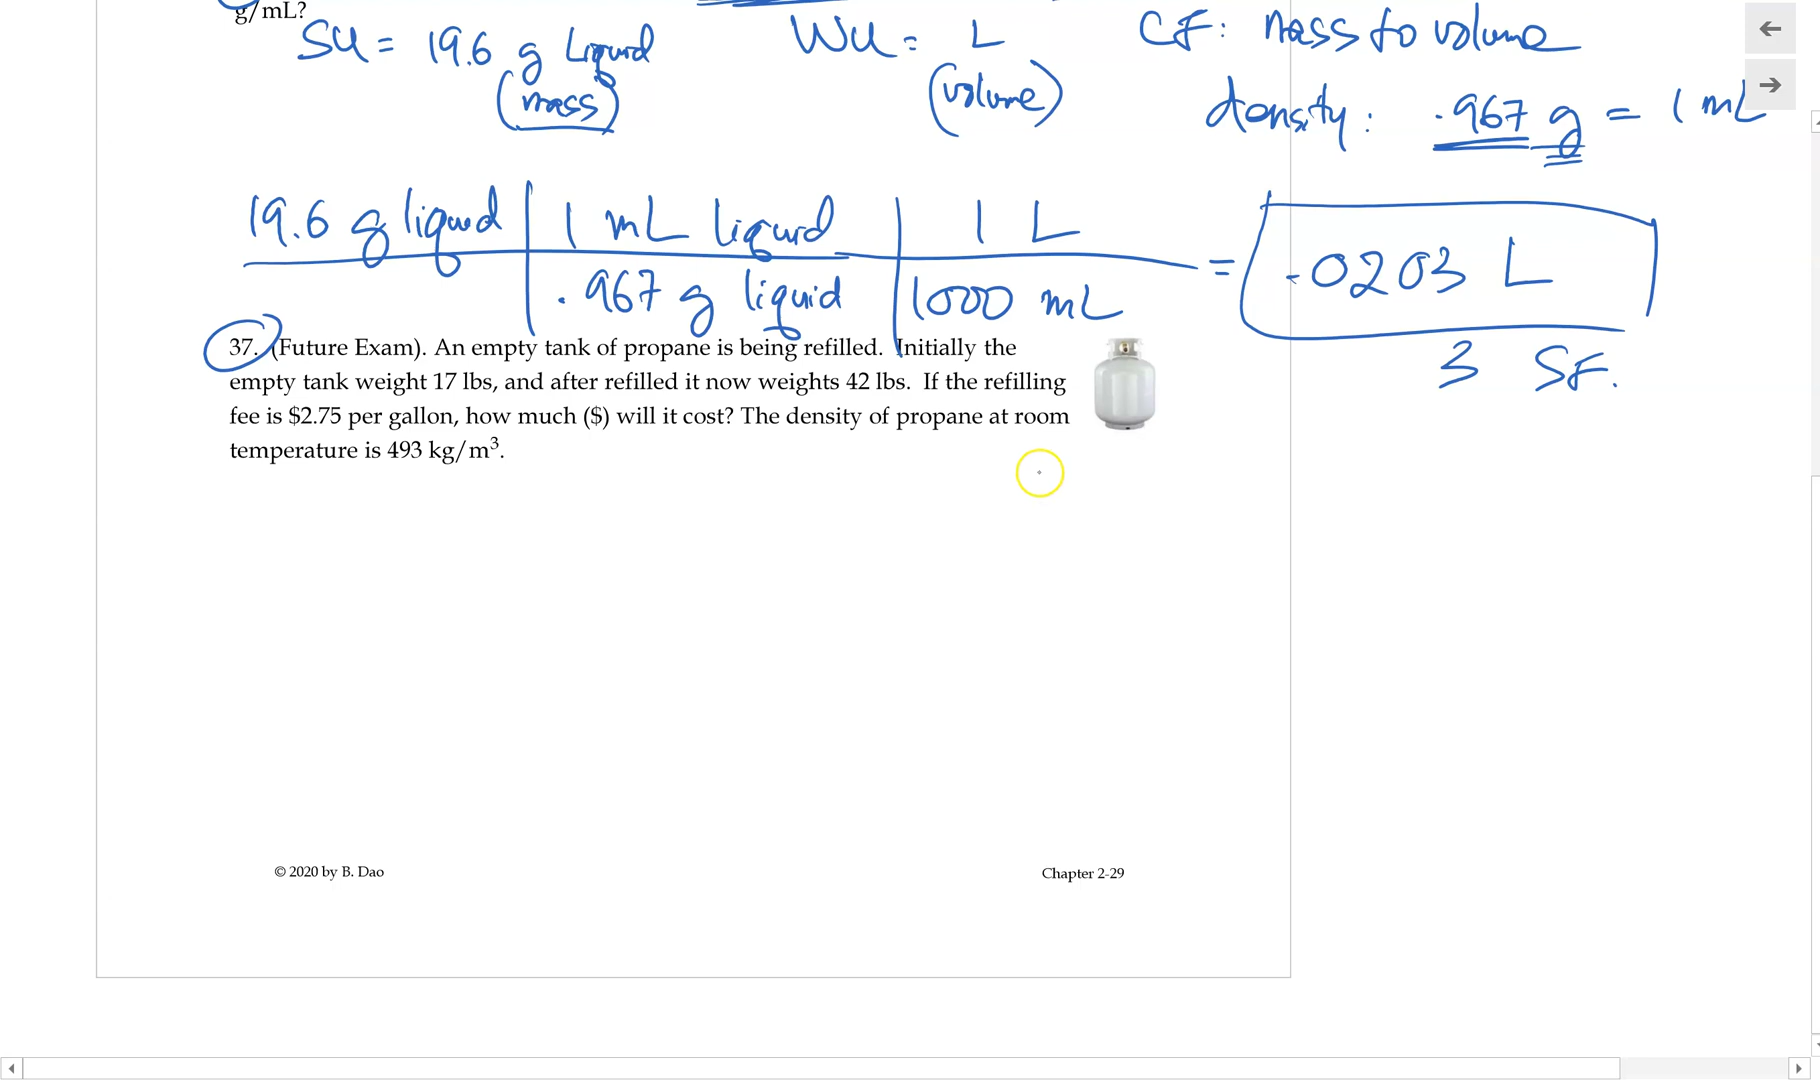 g/mL?
SU = 19.6 g Liquid WU = L CF: mass to volume
(mass) (volume) density: .967 g = 1 mL
19.6 g liquid | 1 mL liquid | 1 L
.967 g liquid | 1000 mL = .0203 L
3 SF.
37. (Future Exam). An empty tank of propane is being refilled. Initially the
empty tank weight 17 lbs, and after refilled it now weights 42 lbs. If the refilling
fee is $2.75 per gallon, how much ($) will it cost? The density of propane at room
temperature is 493 kg/m³.
© 2020 by B. Dao Chapter 2-29